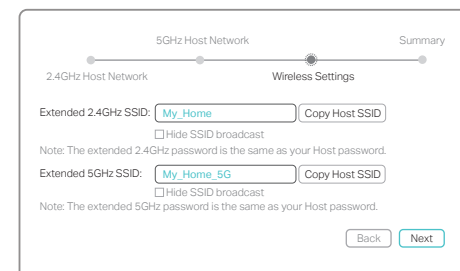 5GHz Host Network Summary
2.4GHz Host Network Wireless Settings
Extended 2.4GHz SSID: My_Home Copy Host SSID
Hide SSID broadcast
Note: The extended 2.4GHz password is the same as your Host password.
Extended 5GHz SSID: My_Home_5G Copy Host SSID
Hide SSID broadcast
Note: The extended 5GHz password is the same as your Host password.
Back Next